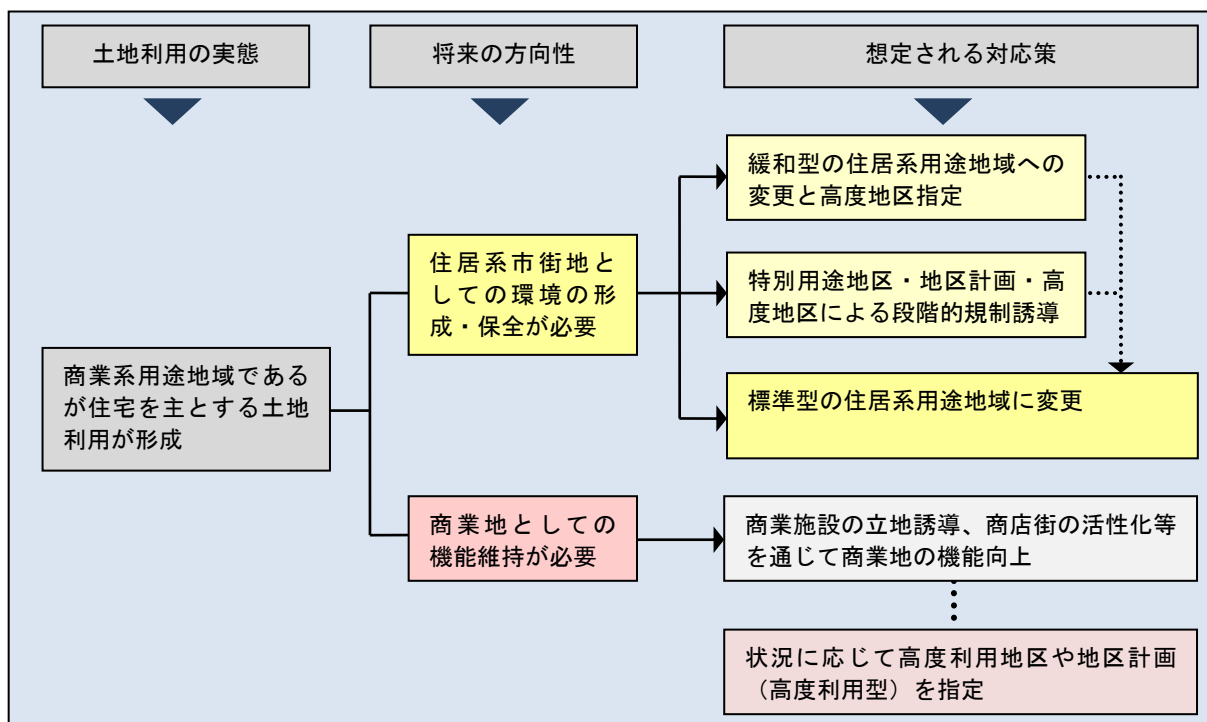 土地利用の実態
将来の方向性
想定される対応策
緩和型の住居系用途地域への
変更と高度地区指定
住居系市街地と
しての環境の形
成・保全が必要
特別用途地区・地区計画・高
度地区による段階的規制誘導
商業系用途地域である
が住宅を主とする土地
利用が形成
標準型の住居系用途地域に変更
商業地としての
機能維持が必要
商業施設の立地誘導、商店街の活性化等
を通じて商業地の機能向上
状況に応じて高度利用地区や地区計画
（高度利用型）を指定